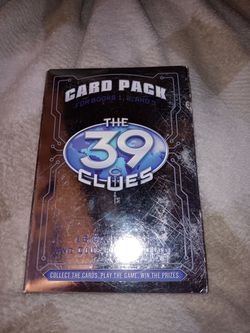 CARD PACK
FOR BOOKS 1, 2, AND 3
THE
39
CLUES
COLLECT THE CARDS. PLAY THE GAME. WIN THE PRIZES.